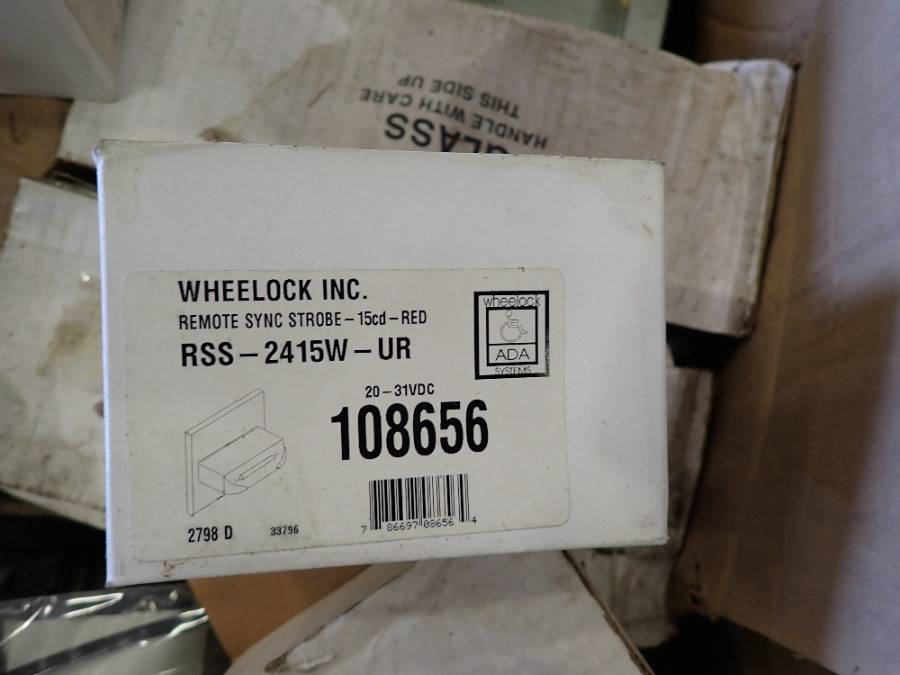 THIS SIDE UP
HANDLE WITH CARE
GLASS
WHEELOCK INC.
REMOTE SYNC STROBE-15cd-RED
RSS-2415W-UR
wheelock
ADA
SYSTEMS
20-31VDC
108656
2798 D
33796
7 86697 08656 4